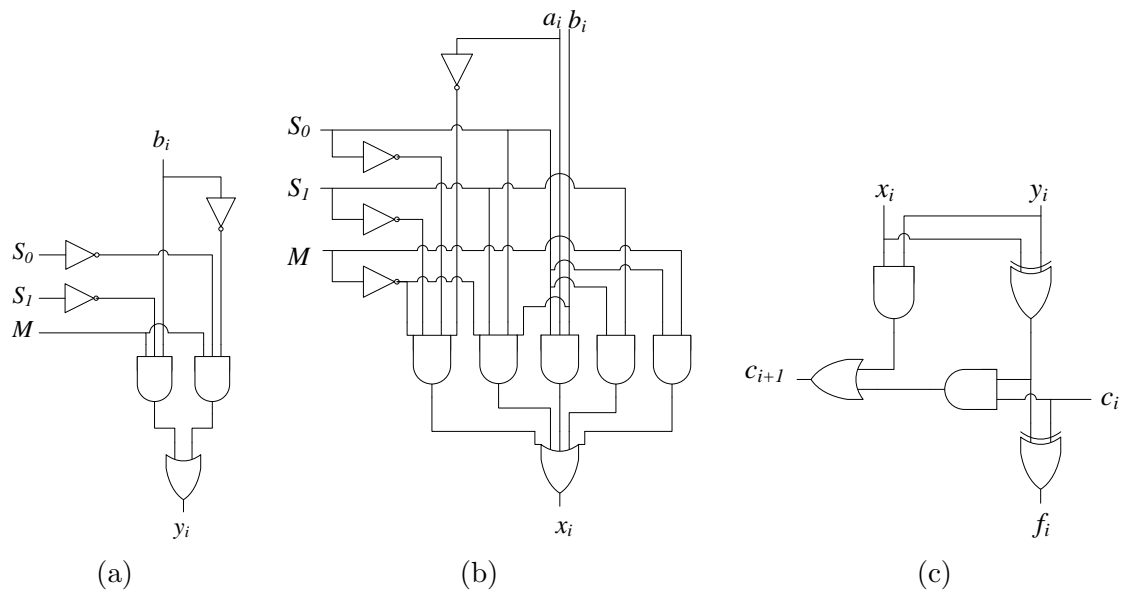 b_i
S_0
S_1
M
y_i
(a)
a_i b_i
S_0
S_1
M
x_i
(b)
x_i y_i
c_{i+1}
c_i
f_i
(c)